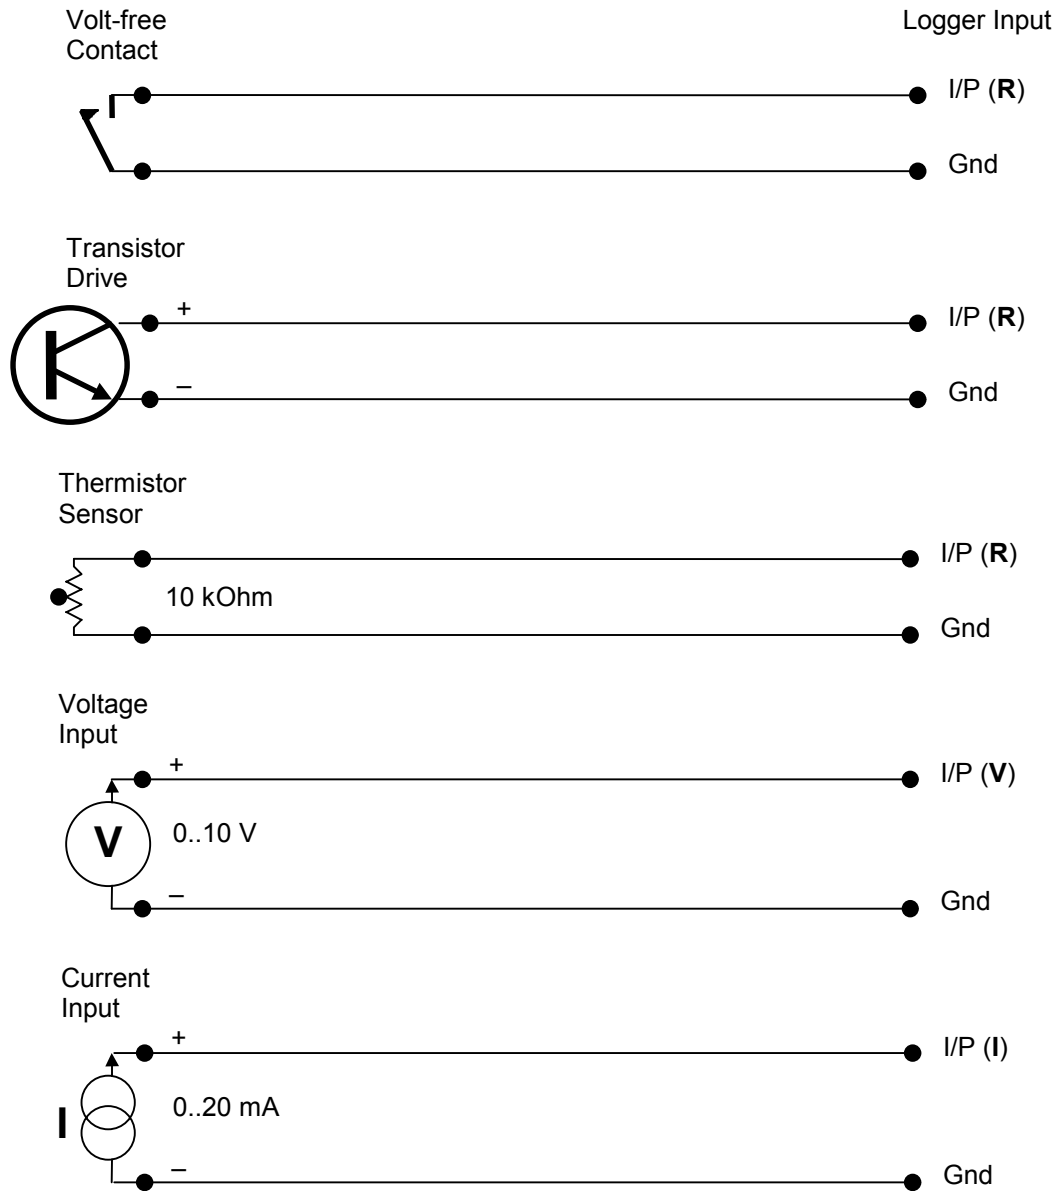 Volt-free
Contact
Logger Input
I/P (R)
Gnd
Transistor
Drive
+
I/P (R)
–
Gnd
Thermistor
Sensor
I/P (R)
10 kOhm
Gnd
Voltage
Input
+
I/P (V)
V
0..10 V
–
Gnd
Current
Input
+
I/P (I)
I
0..20 mA
–
Gnd